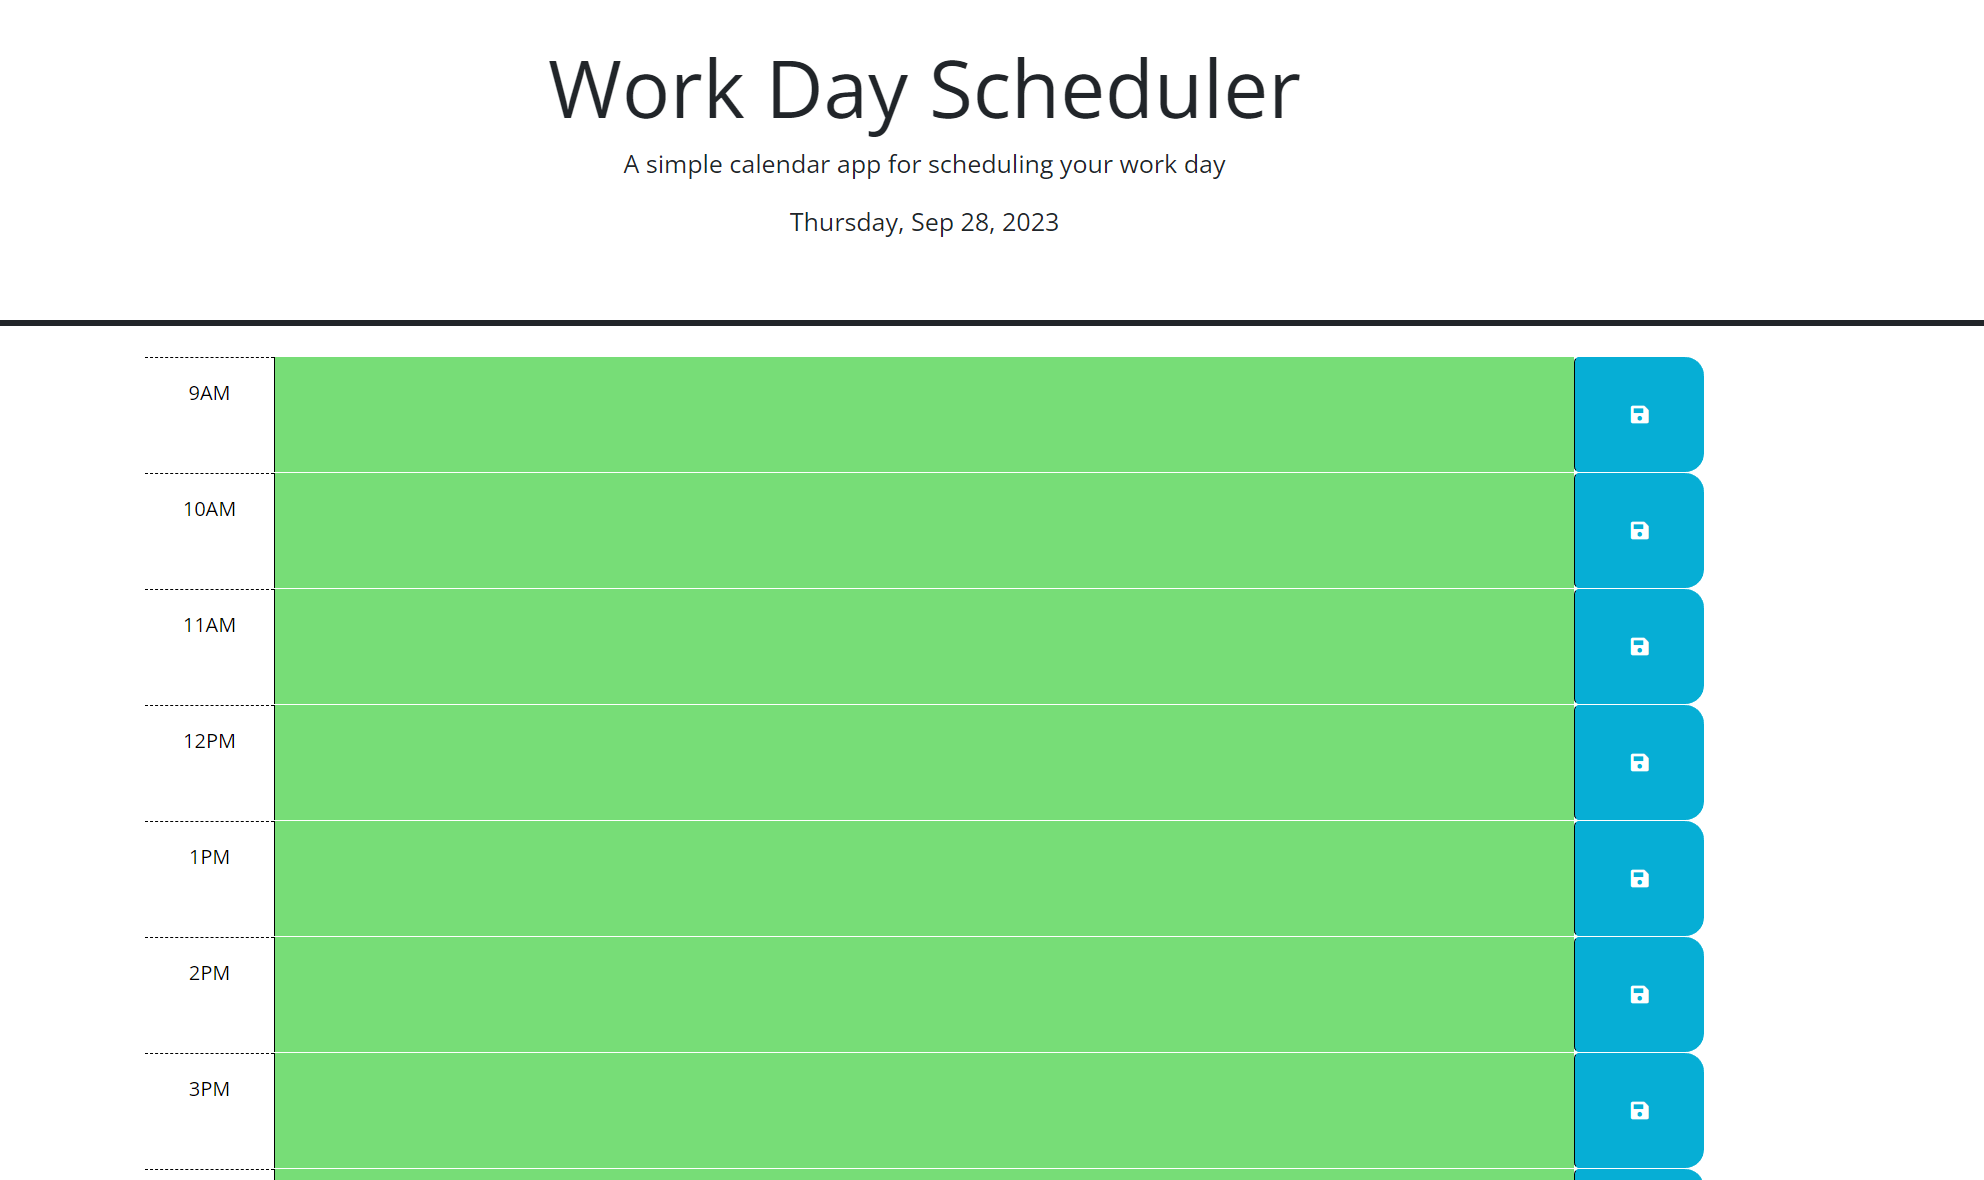 Work Day Scheduler
A simple calendar app for scheduling your work day
Thursday, Sep 28, 2023
9AM
10AM
11AM
12PM
1PM
2PM
3PM